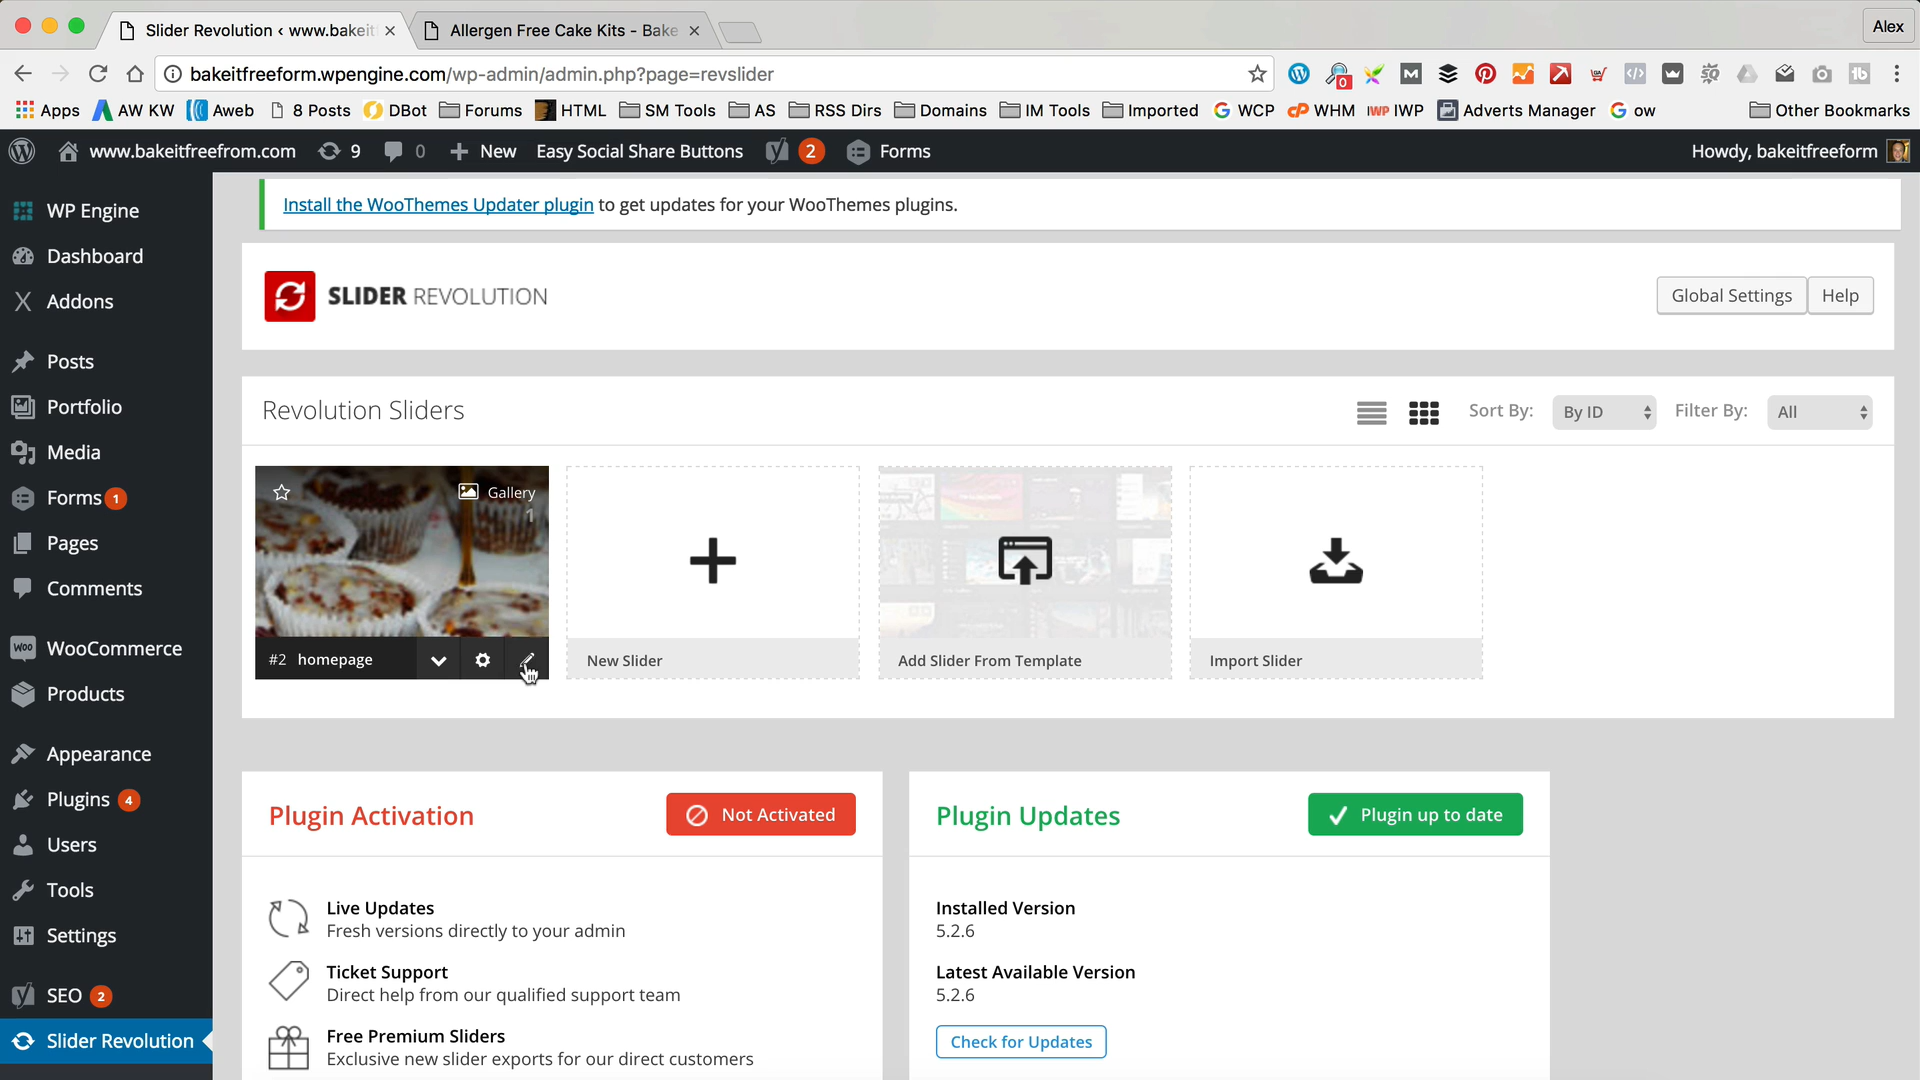 Slider Revolution ‹ www.bakeit
Allergen Free Cake Kits - Bake
Alex
bakeitfreeform.wpengine.com/wp-admin/admin.php?page=revslider
0
Apps AW KW Aweb 8 Posts DBot Forums HTML SM Tools AS RSS Dirs Domains IM Tools Imported WCP WHM IWP IWP Adverts Manager ow Other Bookmarks
www.bakeitfreefrom.com 9 0 New Easy Social Share Buttons 2 Forms Howdy, bakeitfreeform
WP Engine
Dashboard
Addons
Posts
Portfolio
Media
Forms 1
Pages
Comments
WooCommerce
Products
Appearance
Plugins 4
Users
Tools
Settings
SEO 2
Slider Revolution
Install the WooThemes Updater plugin to get updates for your WooThemes plugins.
SLIDER REVOLUTION
Global Settings Help
Revolution Sliders
Sort By: By ID Filter By: All
Gallery
1
#2 homepage
New Slider
Add Slider From Template
Import Slider
Plugin Activation Not Activated
Live Updates
Fresh versions directly to your admin
Ticket Support
Direct help from our qualified support team
Free Premium Sliders
Exclusive new slider exports for our direct customers
Plugin Updates Plugin up to date
Installed Version
5.2.6
Latest Available Version
5.2.6
Check for Updates